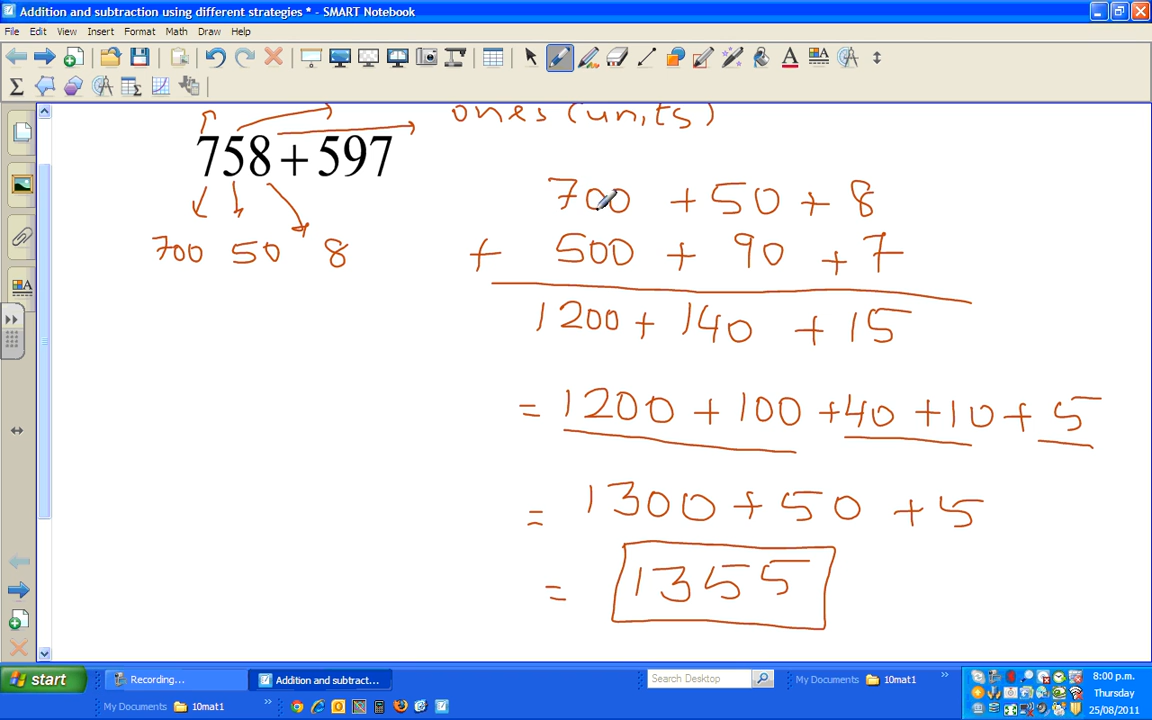 Addition and subtraction using different strategies * - SMART Notebook
File Edit View Insert Format Math Draw Help
ones (units)
758+597
700 50 8
700 + 50 + 8
+ 500 + 90 + 7
1200 + 140 + 15
= 1200 + 100 + 40 + 10 + 5
= 1300 + 50 + 5
= 1355
start Recording... Addition and subtract... Search Desktop My Documents 10mat1 8:00 p.m.
Thursday
My Documents 10mat1 25/08/2011